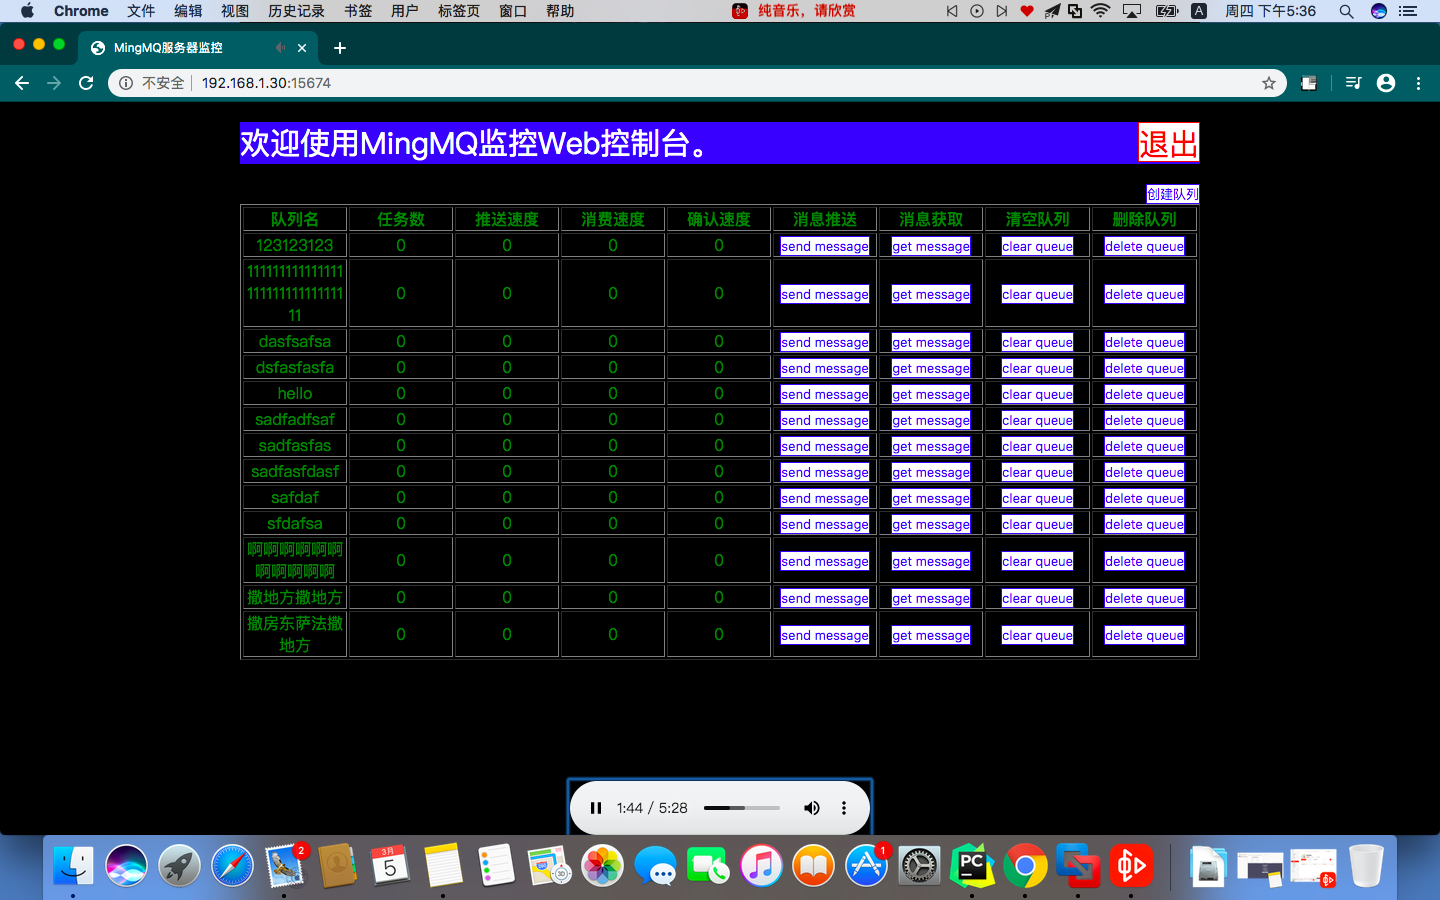 Chrome 文件 编辑 视图 历史记录 书签 用户 标签页 窗口 帮助 纯音乐，请欣赏 A 周四 下午5:36
MingMQ服务器监控
不安全 192.168.1.30:15674
欢迎使用MingMQ监控Web控制台。 退出
创建队列
队列名 任务数 推送速度 消费速度 确认速度 消息推送 消息获取 清空队列 删除队列
123123123 0 0 0 0 send message get message clear queue delete queue
111111111111111
111111111111111
11
0 0 0 0 send message get message clear queue delete queue
dasfsafsa 0 0 0 0 send message get message clear queue delete queue
dsfasfasfa 0 0 0 0 send message get message clear queue delete queue
hello 0 0 0 0 send message get message clear queue delete queue
sadfadfsaf 0 0 0 0 send message get message clear queue delete queue
sadfasfas 0 0 0 0 send message get message clear queue delete queue
sadfasfdasf 0 0 0 0 send message get message clear queue delete queue
safdaf 0 0 0 0 send message get message clear queue delete queue
sfdafsa 0 0 0 0 send message get message clear queue delete queue
啊啊啊啊啊啊
啊啊啊啊啊
0 0 0 0 send message get message clear queue delete queue
撒地方撒地方 0 0 0 0 send message get message clear queue delete queue
撒房东萨法撒
地方
0 0 0 0 send message get message clear queue delete queue
1:44 / 5:28
2
3月
5
1
PC